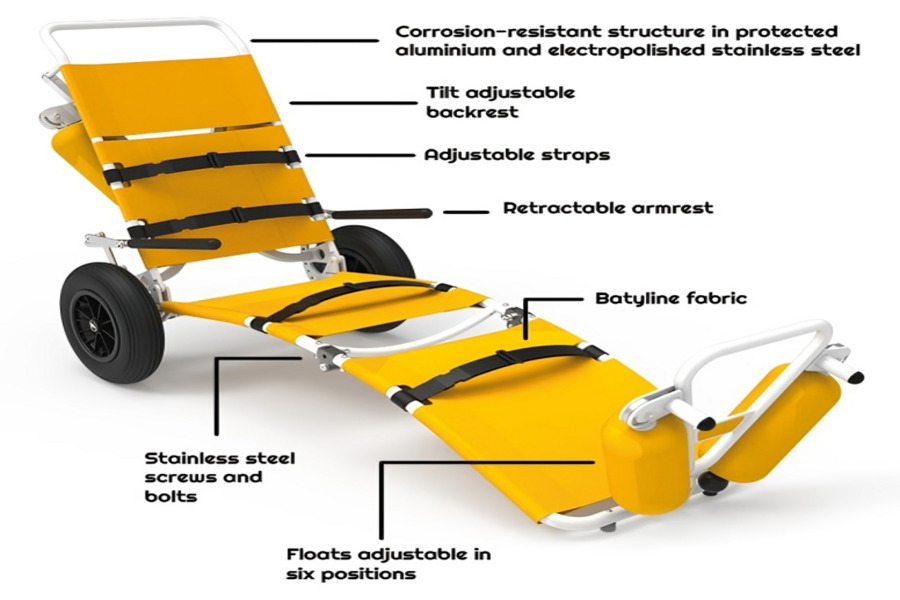 Corrosion-resistant structure in protected
aluminium and electropolished stainless steel
Tilt adjustable
backrest
Adjustable straps
Retractable armrest
Batyline fabric
Stainless steel
screws and
bolts
Floats adjustable in
six positions